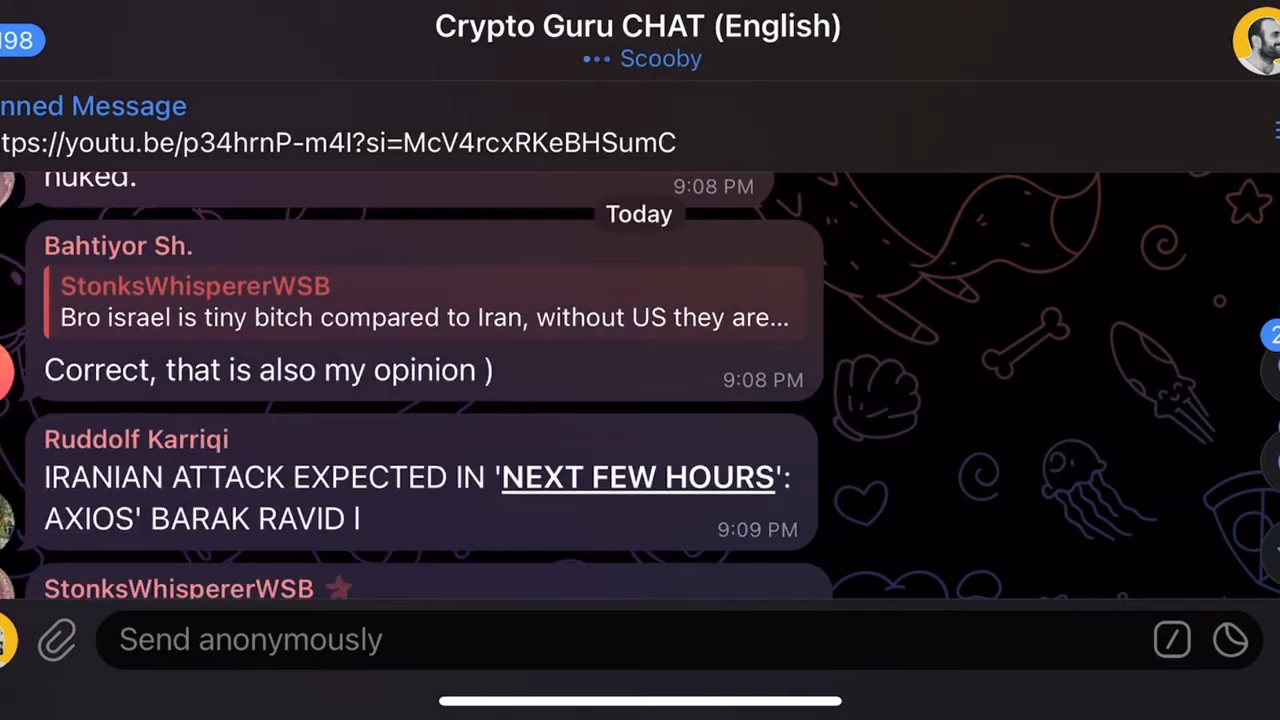 198
Crypto Guru CHAT (English)
Scooby
nned Message
tps://youtu.be/p34hrnP-m4I?si=McV4rcxRKeBHSumC
nuked.
9:08 PM
Today
Bahtiyor Sh.
StonksWhispererWSB
Bro israel is tiny bitch compared to Iran, without US they are...
Correct, that is also my opinion )
9:08 PM
Ruddolf Karriqi
IRANIAN ATTACK EXPECTED IN 'NEXT FEW HOURS':
AXIOS' BARAK RAVID |
9:09 PM
StonksWhispererWSB
Send anonymously